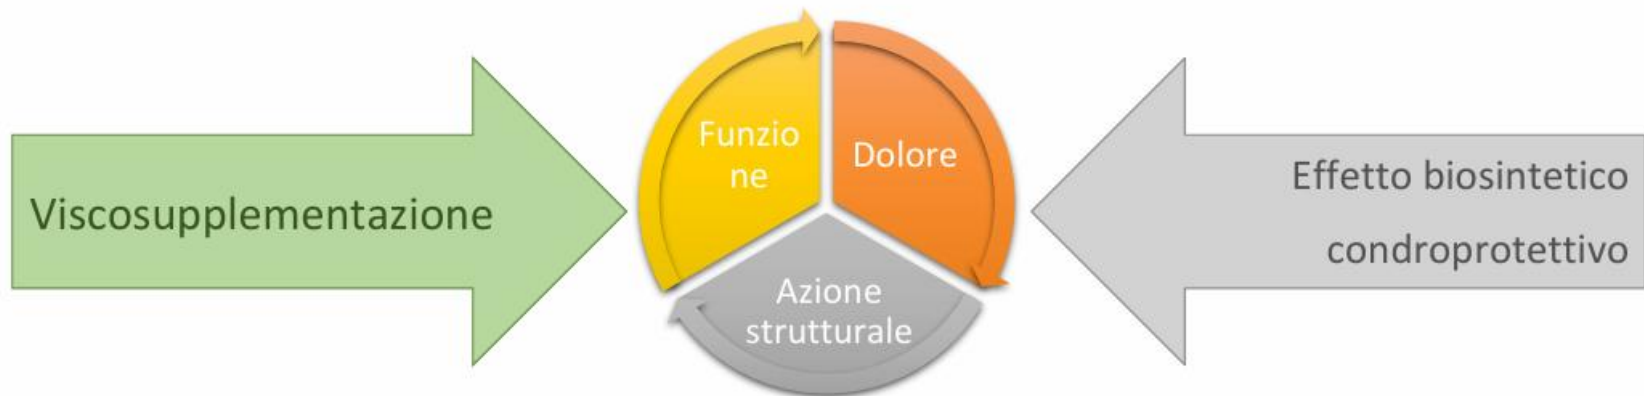 Viscosupplementazione
Funzio
ne
Dolore
Azione
strutturale
Effetto biosintetico
condroprotettivo